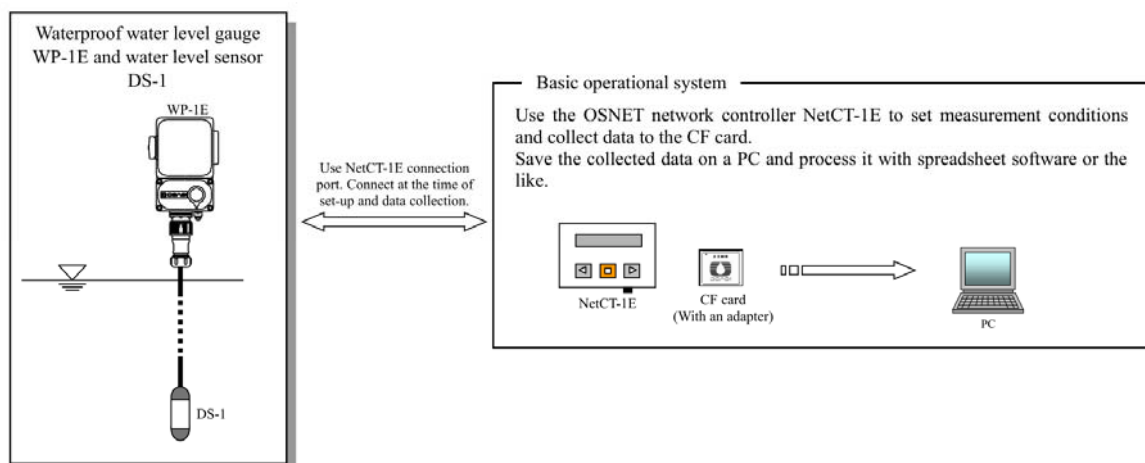 Waterproof water level gauge
WP-1E and water level sensor
DS-1
WP-1E
DS-1
Use NetCT-1E connection
port. Connect at the time of
set-up and data collection.
Basic operational system
Use the OSNET network controller NetCT-1E to set measurement conditions
and collect data to the CF card.
Save the collected data on a PC and process it with spreadsheet software or the
like.
NetCT-1E
CF card
(With an adapter)
PC